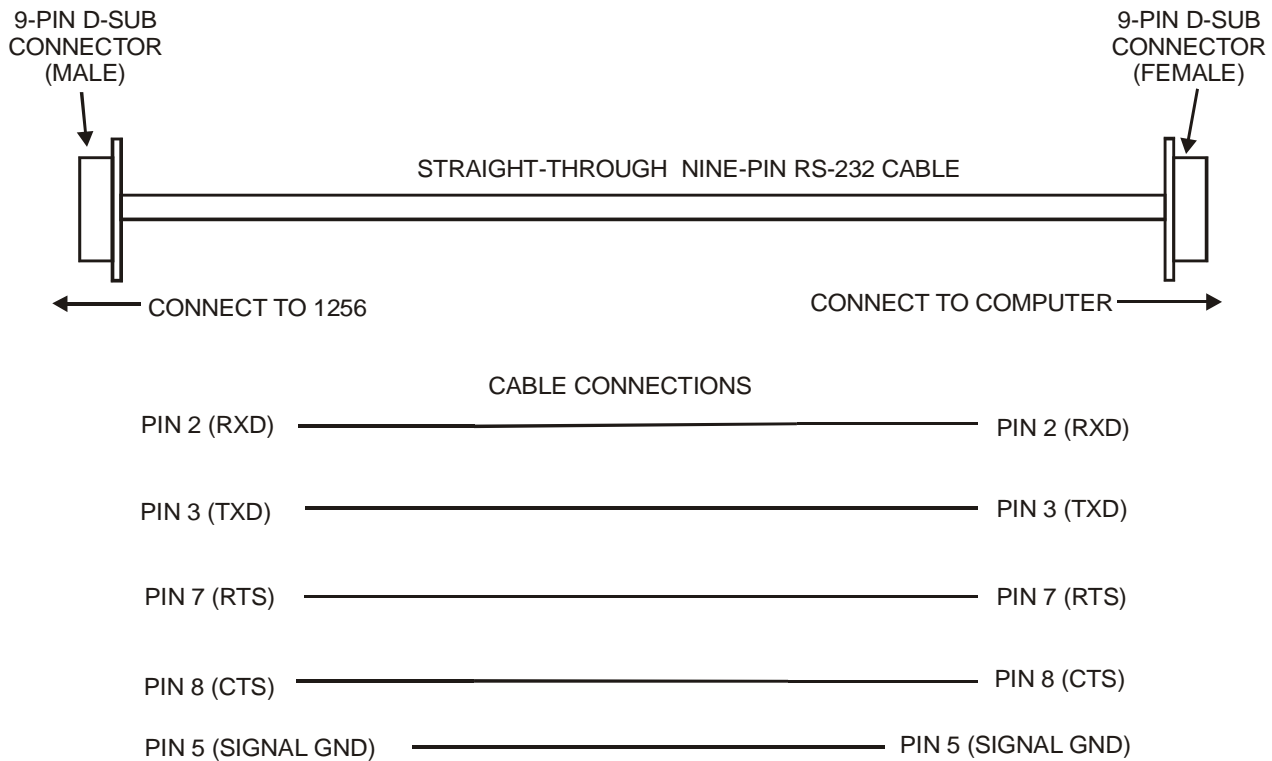 9-PIN D-SUB
CONNECTOR
(MALE)
9-PIN D-SUB
CONNECTOR
(FEMALE)
STRAIGHT-THROUGH NINE-PIN RS-232 CABLE
CONNECT TO 1256
CONNECT TO COMPUTER
CABLE CONNECTIONS
PIN 2 (RXD) PIN 2 (RXD)
PIN 3 (TXD) PIN 3 (TXD)
PIN 7 (RTS) PIN 7 (RTS)
PIN 8 (CTS) PIN 8 (CTS)
PIN 5 (SIGNAL GND) PIN 5 (SIGNAL GND)